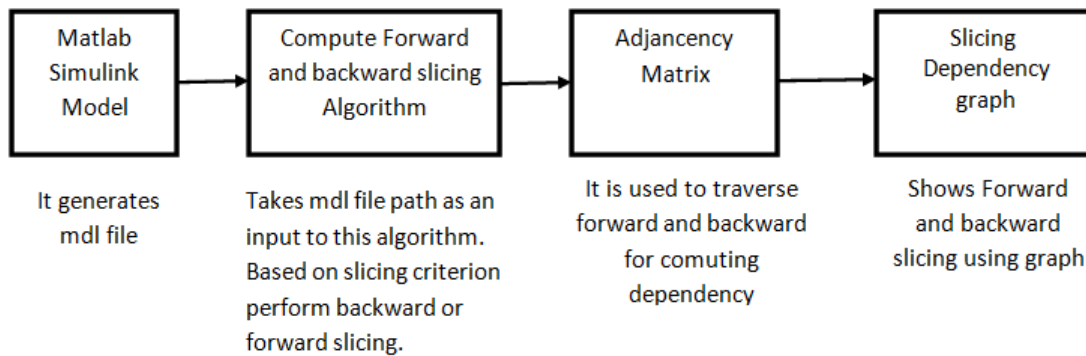 Matlab
Simulink
Model
Compute Forward
and backward slicing
Algorithm
Adjancency
Matrix
Slicing
Dependency
graph
It generates
mdl file
Takes mdl file path as an
input to this algorithm.
Based on slicing criterion
perform backward or
forward slicing.
It is used to traverse
forward and backward
for comuting
dependency
Shows Forward
and backward
slicing using graph